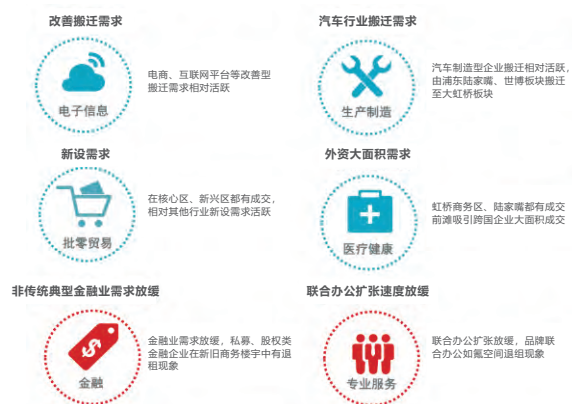 改善搬迁需求
电子信息
电商、互联网平台等改善型
搬迁需求相对活跃
汽车行业搬迁需求
生产制造
汽车制造型企业搬迁相对活跃，
由浦东陆家嘴、世博板块搬迁
至大虹桥板块
新设需求
批零贸易
在核心区、新兴区都有成交，
相对其他行业新设需求活跃
外资大面积需求
医疗健康
虹桥商务区、陆家嘴都有成交
前滩吸引跨国企业大面积成交
非传统典型金融业需求放缓
金融
金融业需求放缓，私募、股权类
金融企业在新旧商务楼宇中有退
租现象
联合办公扩张速度放缓
专业服务
联合办公扩张放缓，品牌联
合办公如氪空间退组现象